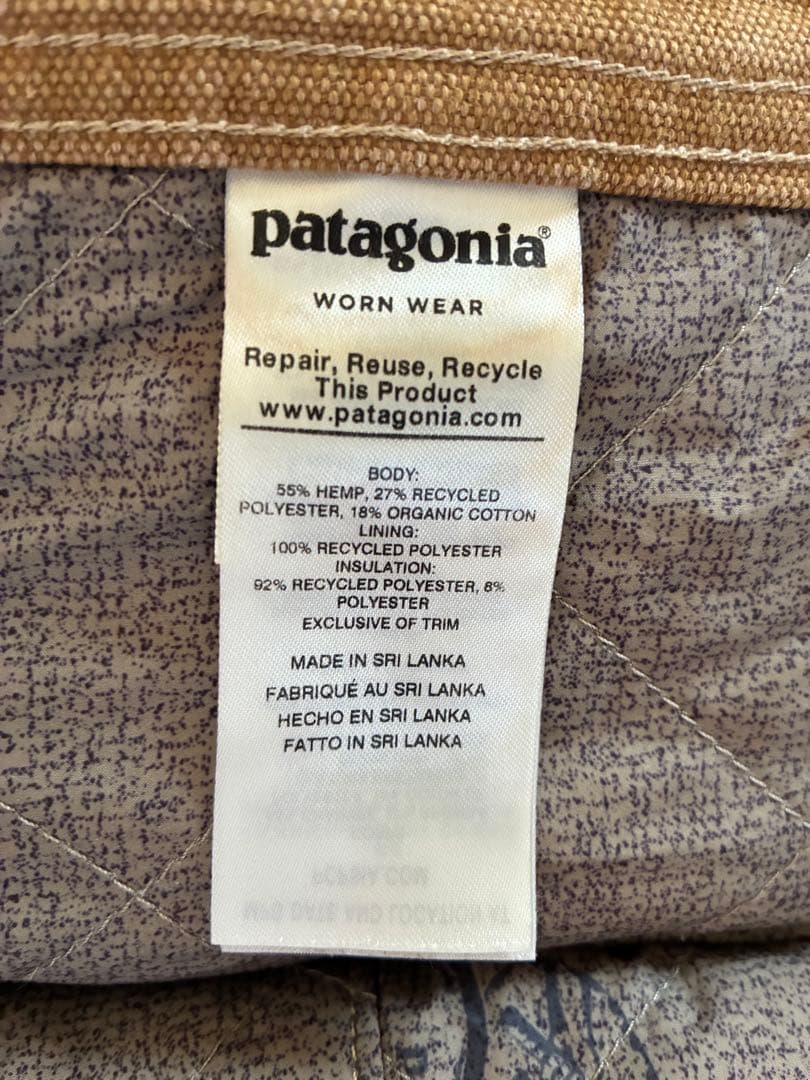 patagonia®
WORN WEAR
Repair, Reuse, Recycle
This Product
www.patagonia.com
BODY:
55% HEMP, 27% RECYCLED
POLYESTER, 18% ORGANIC COTTON
LINING:
100% RECYCLED POLYESTER
INSULATION:
92% RECYCLED POLYESTER, 8%
POLYESTER
EXCLUSIVE OF TRIM
MADE IN SRI LANKA
FABRIQUÉ AU SRI LANKA
HECHO EN SRI LANKA
FATTO IN SRI LANKA